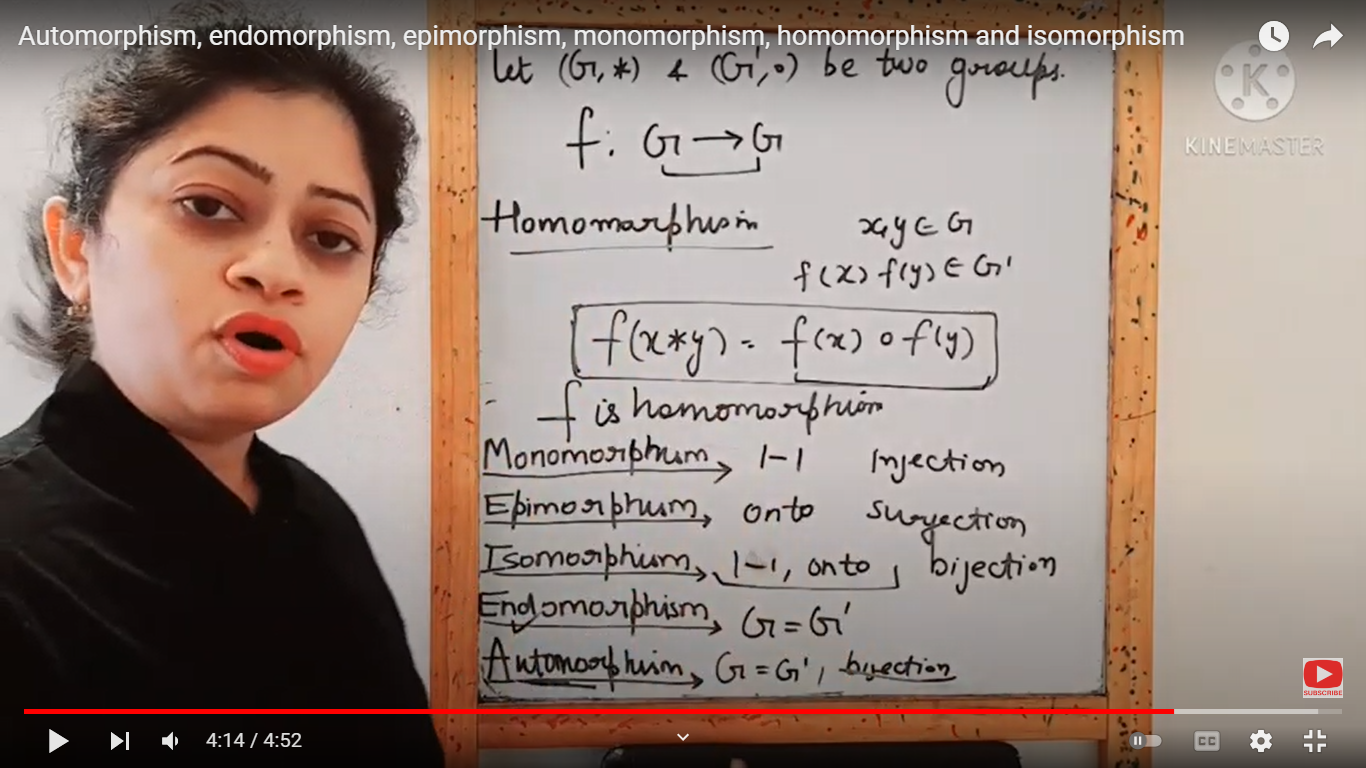 Automorphism, endomorphism, epimorphism, monomorphism, homomorphism and isomorphism
K
KINEMASTER
let (G, *) & (G', o) be two groups.
f: G → G
Homomorphism
x, y ∈ G
f(x) f(y) ∈ G'
f(x*y) = f(x) o f(y)
f is homomorphism
Monomorphism → 1-1 Injection
Epimorphism → onto surjection
Isomorphism → 1-1, onto, bijection
Endomorphism → G = G'
Automorphism → G = G', bijection
SUBSCRIBE
4:14 / 4:52
CC